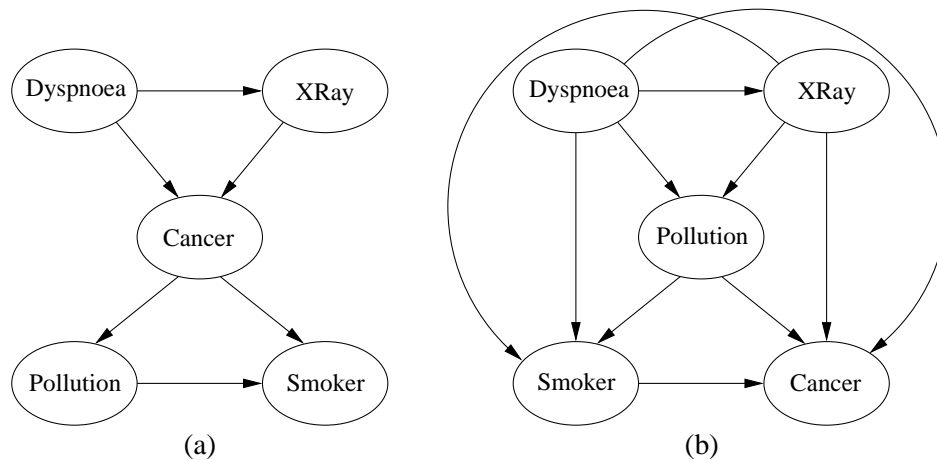 Dyspnoea
XRay
Cancer
Pollution
Smoker
(a)
Dyspnoea
XRay
Pollution
Smoker
Cancer
(b)